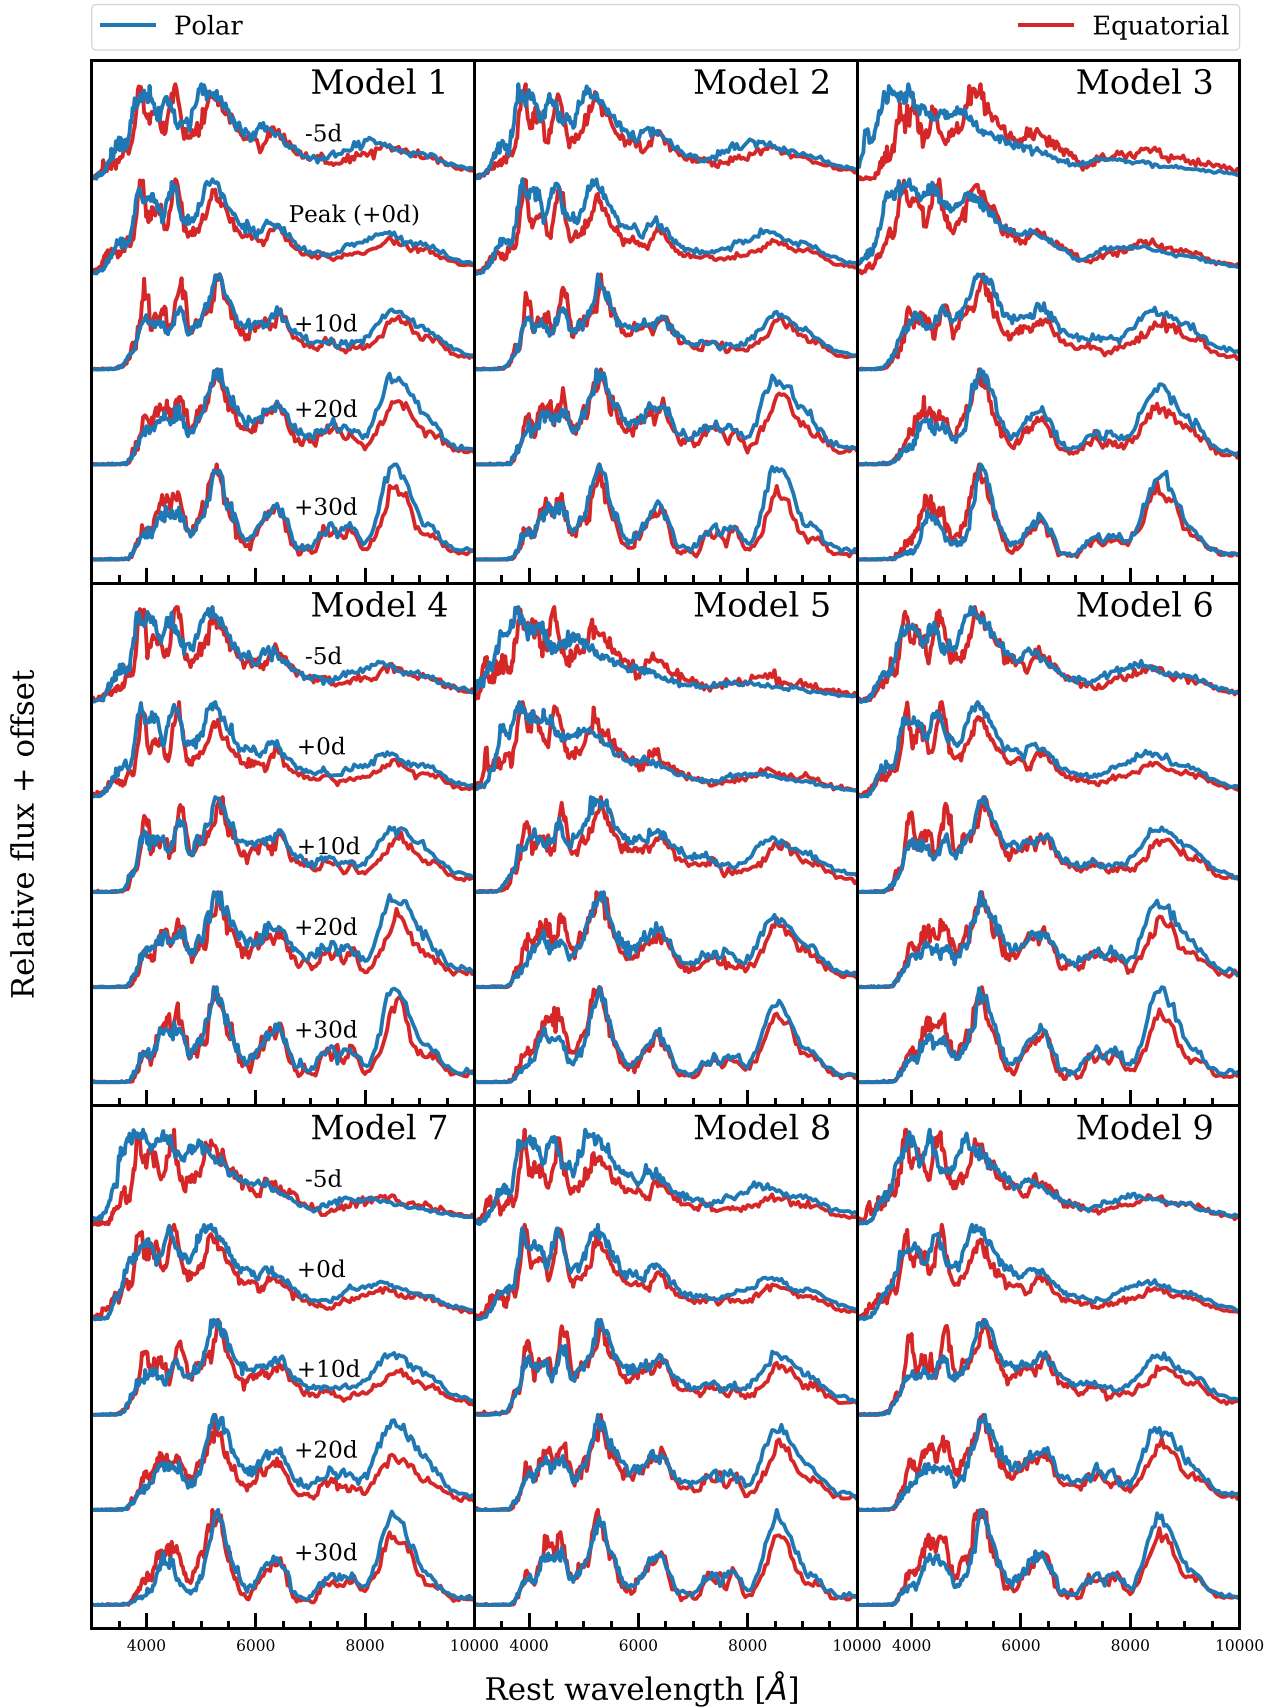 Polar Equatorial
Model 1 Model 2 Model 3
-5d
Peak (+0d)
+10d
+20d
+30d
Model 4 Model 5 Model 6
-5d
+0d
+10d
+20d
+30d
Model 7 Model 8 Model 9
-5d
+0d
+10d
+20d
+30d
4000 6000 8000 10000 4000 6000 8000 10000 4000 6000 8000 10000
Rest wavelength [Å]
Relative flux + offset